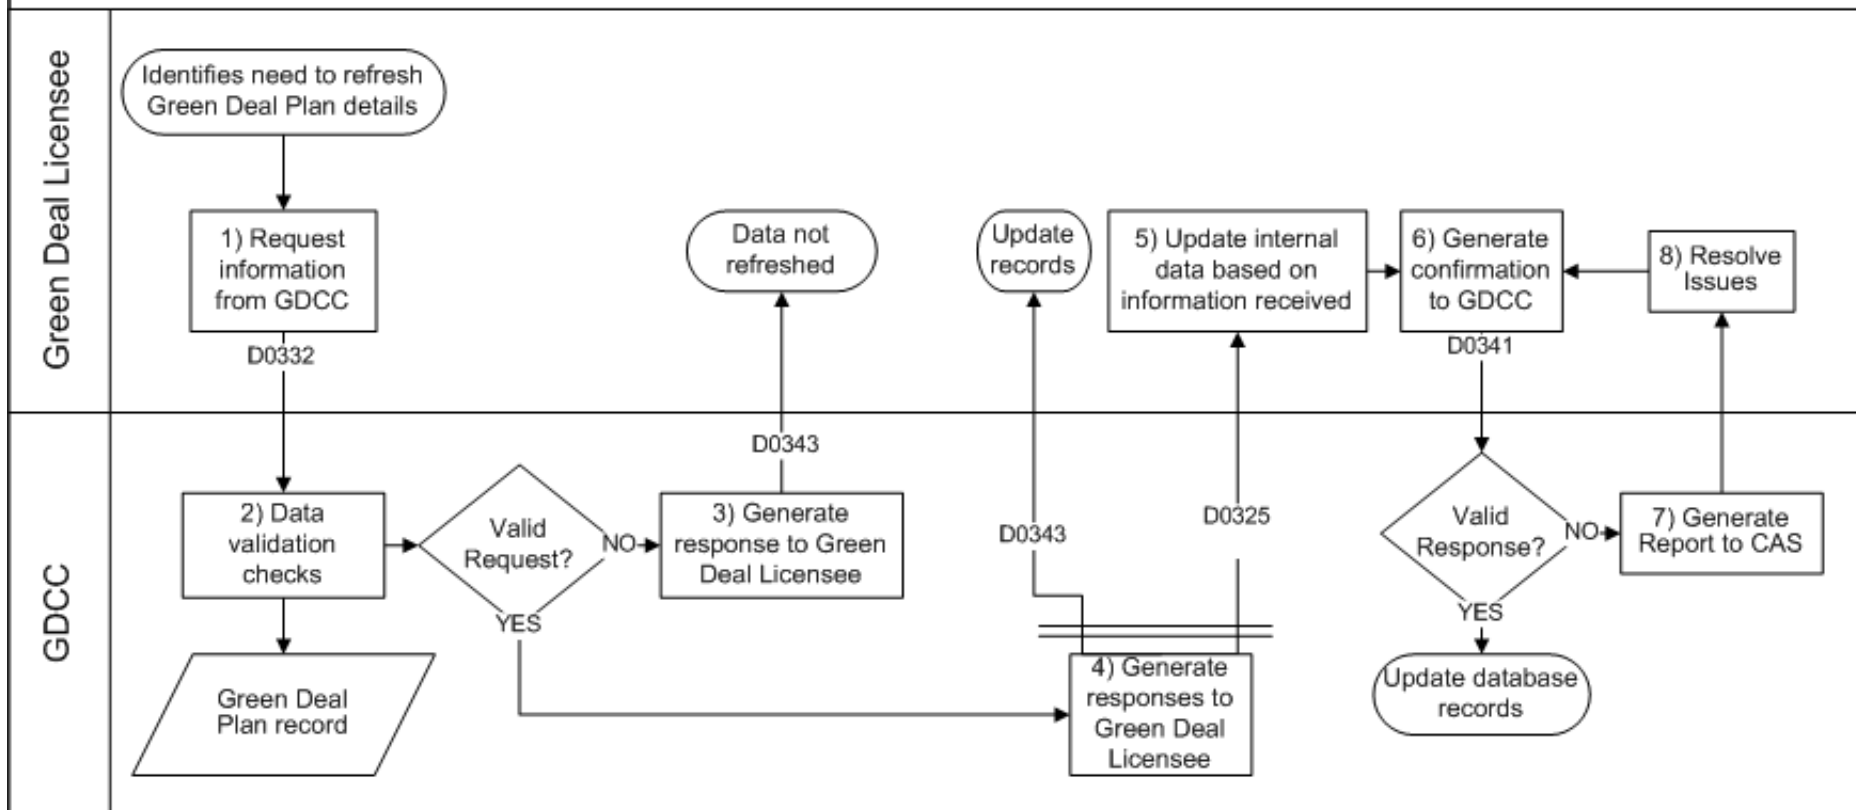 Green Deal Licensee
Identifies need to refresh
Green Deal Plan details
1) Request
information
from GDCC
D0332
Data not
refreshed
D0343
Update
records
D0343
5) Update internal
data based on
information received
D0325
6) Generate
confirmation
to GDCC
D0341
8) Resolve
Issues
GDCC
2) Data
validation
checks
Green Deal
Plan record
Valid
Request?
NO
YES
3) Generate
response to Green
Deal Licensee
4) Generate
responses to
Green Deal
Licensee
Valid
Response?
NO
YES
7) Generate
Report to CAS
Update database
records